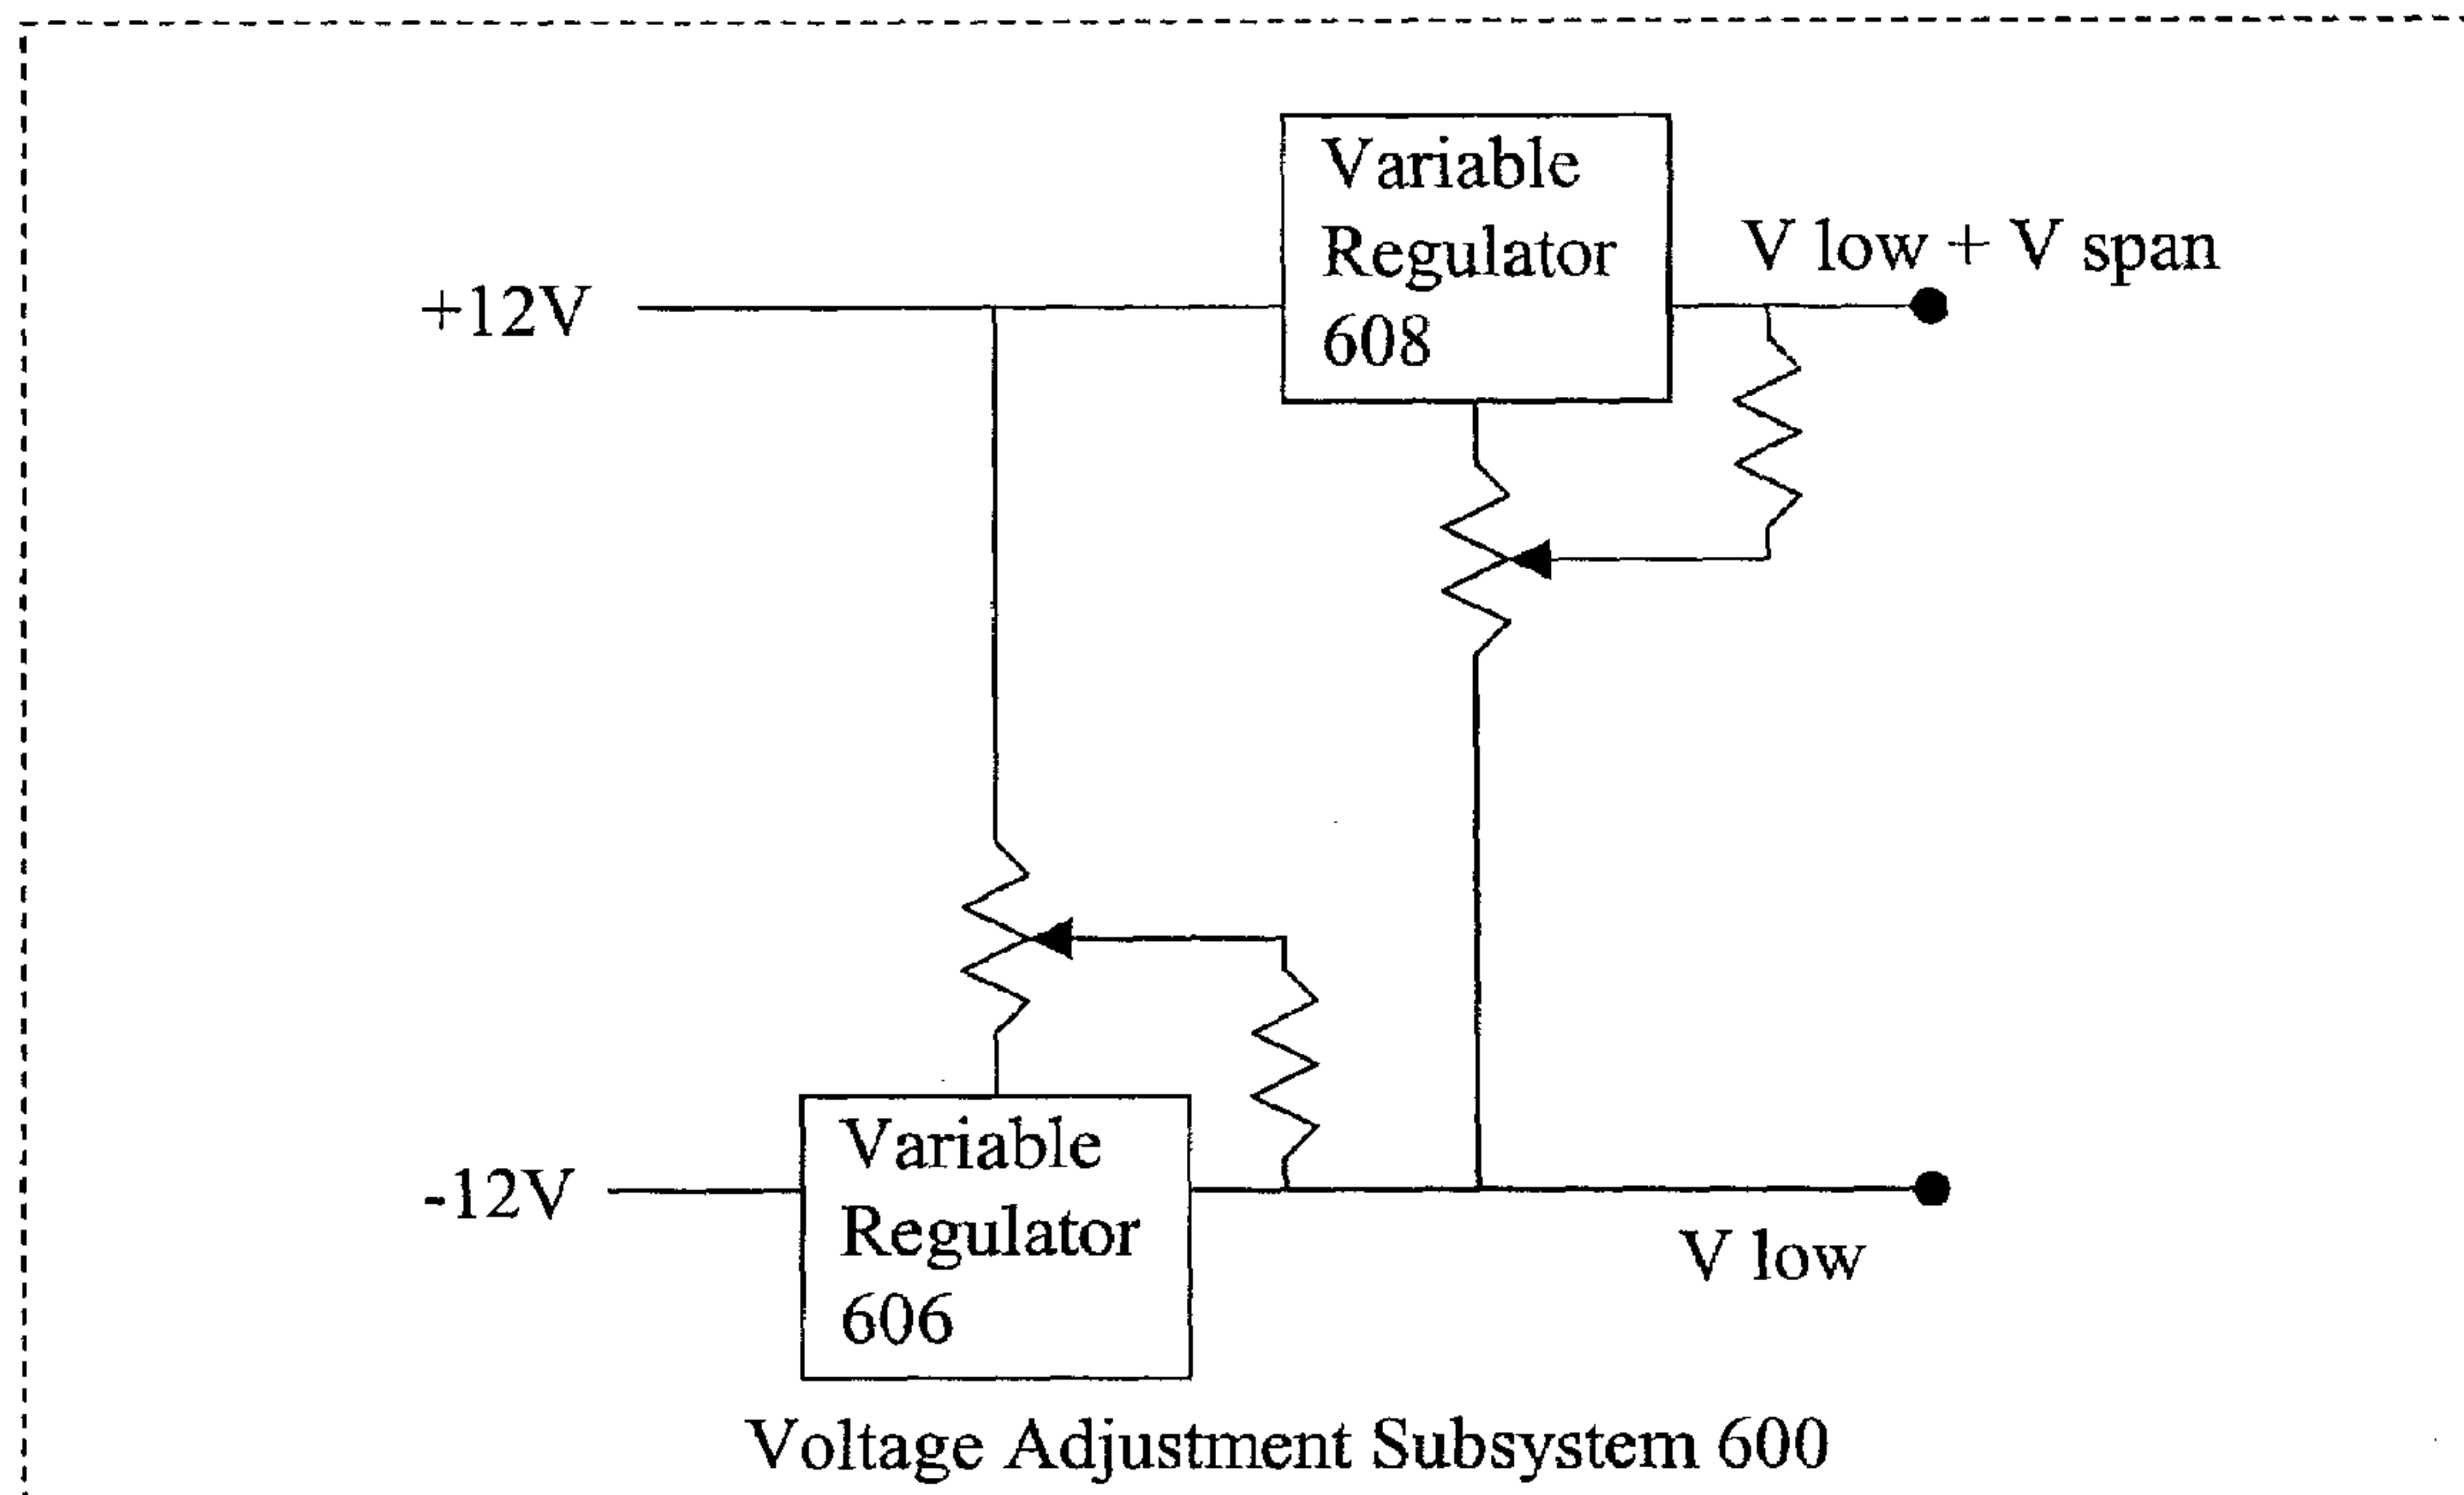 Variable
Regulator
608
V low + V span
+12V
-12V
Variable
Regulator
606
V low
Voltage Adjustment Subsystem 600